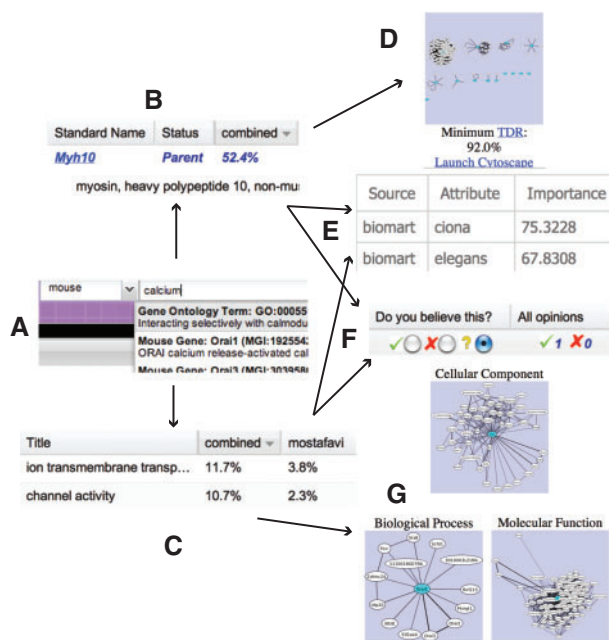 D
B
Minimum TDR:
92.0%
Launch Cytoscape
Standard Name Status combined
Myh10 Parent 52.4%
myosin, heavy polypeptide 10, non-mu
E
Source Attribute Importance
biomart ciona 75.3228
biomart elegans 67.8308
A
mouse calcium
Gene Ontology Term: GO:00055
Interacting selectively with calmodu
Mouse Gene: Orai1 (MGI:1925542
ORAI calcium release-activated cal
Mouse Gene: Orai3 (MGI:3039586
F
Do you believe this? All opinions
? 1 0
Cellular Component
Title combined mostafavi
ion transmembrane transp... 11.7% 3.8%
channel activity 10.7% 2.3%
C
G
Biological Process Molecular Function